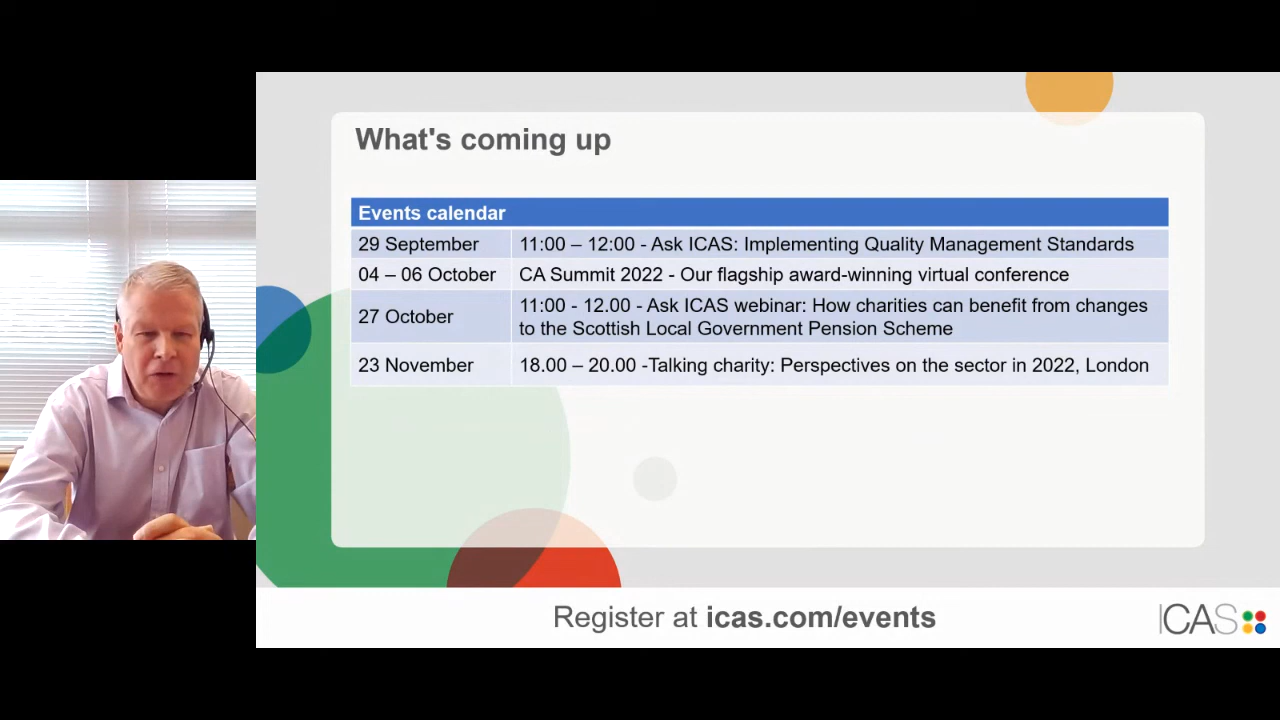 What's coming up
Events calendar
29 September 11:00 – 12:00 - Ask ICAS: Implementing Quality Management Standards
04 – 06 October CA Summit 2022 - Our flagship award-winning virtual conference
27 October 11:00 - 12.00 - Ask ICAS webinar: How charities can benefit from changes
to the Scottish Local Government Pension Scheme
23 November 18.00 – 20.00 -Talking charity: Perspectives on the sector in 2022, London
Register at icas.com/events
ICAS